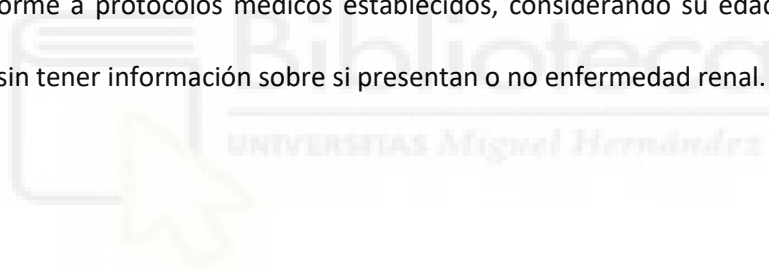 orme a protocolos médicos establecidos, considerando su edad
sin tener información sobre si presentan o no enfermedad renal.
Biblioteca
UNIVERSITAS Miguel Hernández